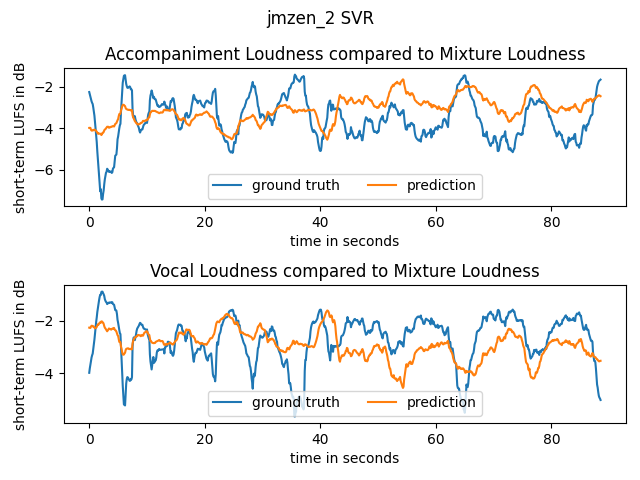 jmzen_2 SVR
Accompaniment Loudness compared to Mixture Loudness
short-term LUFS in dB
−2
−4
−6
ground truth prediction
0 20 40 60 80
time in seconds
Vocal Loudness compared to Mixture Loudness
short-term LUFS in dB
−2
−4
ground truth prediction
0 20 40 60 80
time in seconds